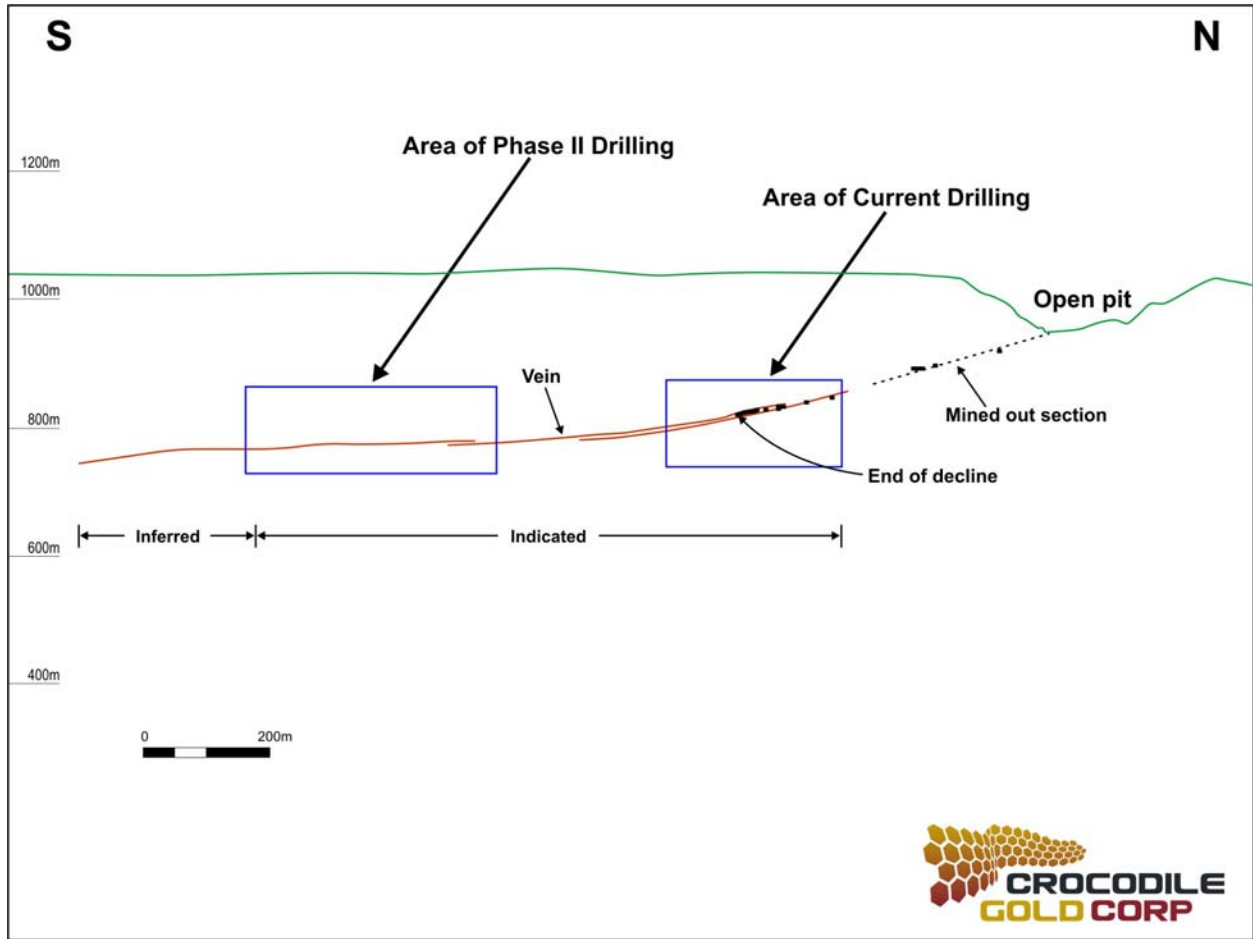 S
N
Area of Phase II Drilling
Area of Current Drilling
1200m
1000m
Open pit
Vein
800m
Mined out section
End of decline
Inferred
Indicated
600m
400m
0 200m
CROCODILE
GOLD CORP